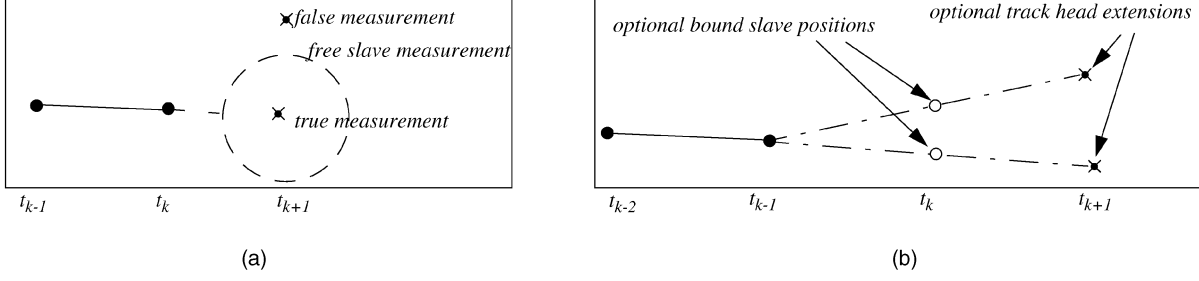 false measurement
free slave measurement
true measurement
t_{k-1} t_k t_{k+1}
(a)
optional track head extensions
optional bound slave positions
t_{k-2} t_{k-1} t_k t_{k+1}
(b)